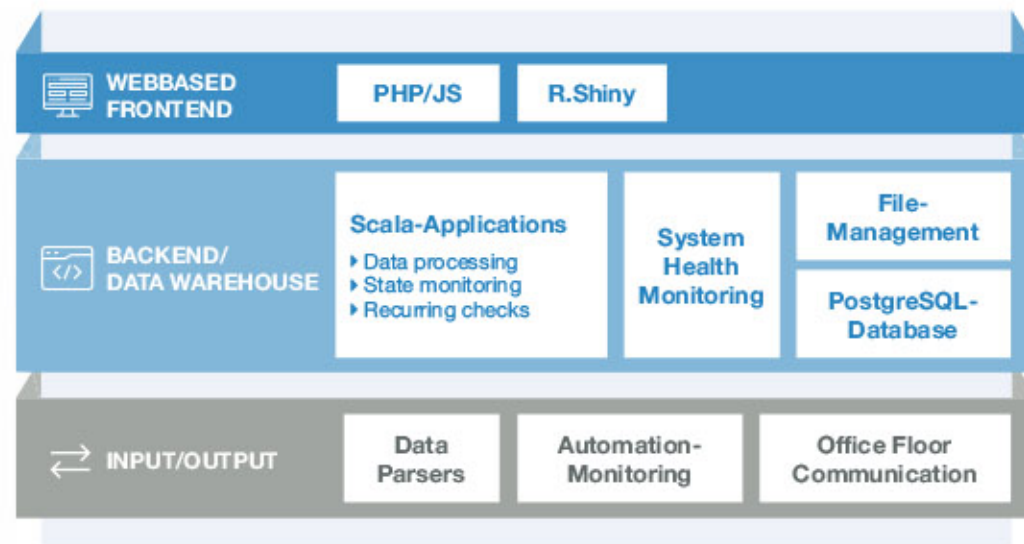 WEBBASED
FRONTEND
PHP/JS
R.Shiny
BACKEND/
DATA WAREHOUSE
Scala-Applications
Data processing
State monitoring
Recurring checks
System
Health
Monitoring
File-
Management
PostgreSQL-
Database
INPUT/OUTPUT
Data
Parsers
Automation-
Monitoring
Office Floor
Communication